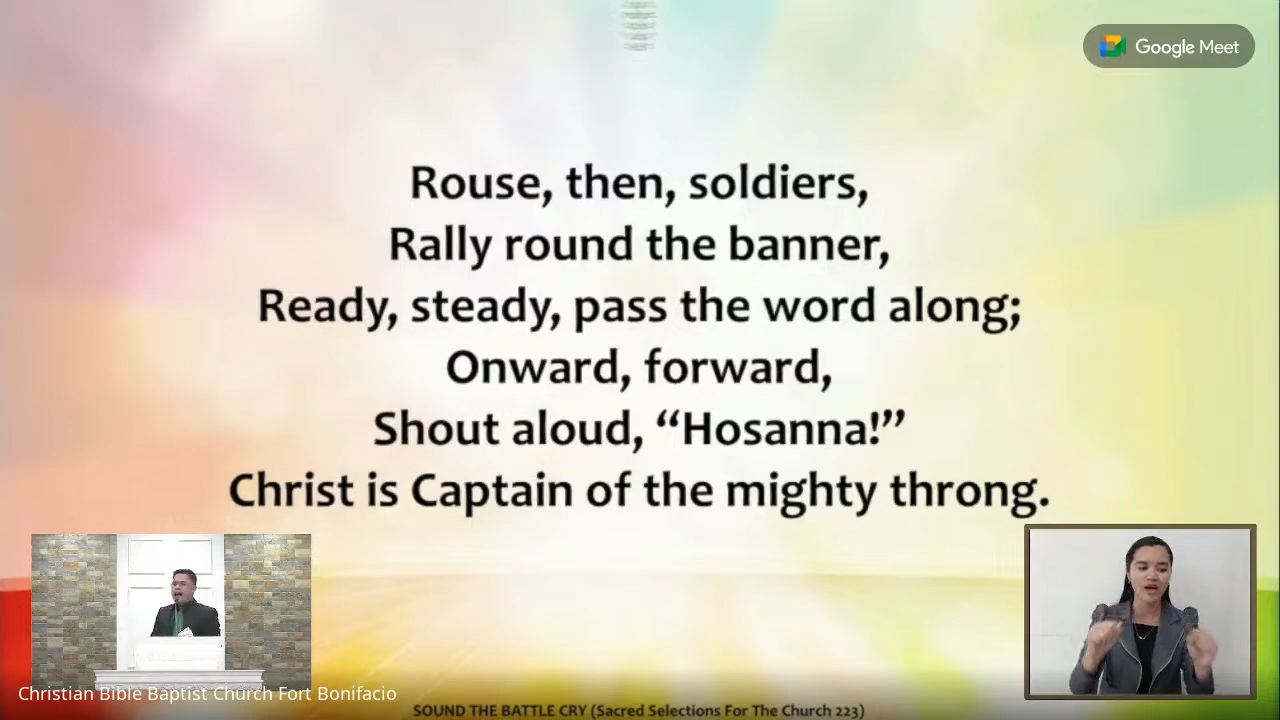 Google Meet
Rouse, then, soldiers,
Rally round the banner,
Ready, steady, pass the word along;
Onward, forward,
Shout aloud, “Hosanna!”
Christ is Captain of the mighty throng.
Christian Bible Baptist Church Fort Bonifacio
SOUND THE BATTLE CRY (Sacred Selections For The Church 223)